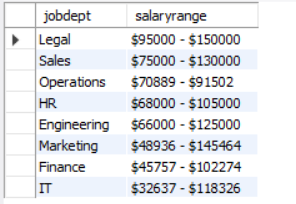 jobdept salaryrange
Legal $95000 - $150000
Sales $75000 - $130000
Operations $70889 - $91502
HR $68000 - $105000
Engineering $66000 - $125000
Marketing $48936 - $145464
Finance $45757 - $102274
IT $32637 - $118326